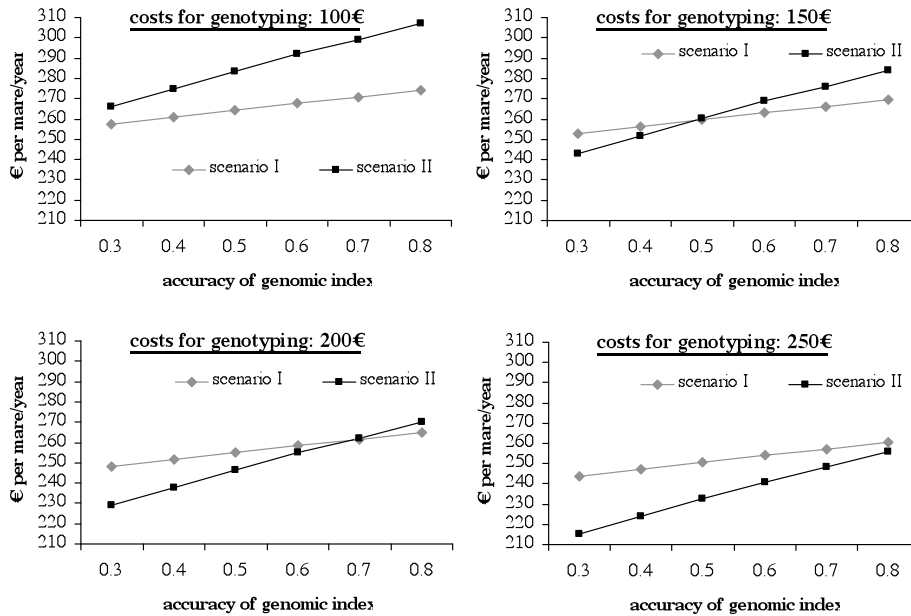 costs for genotyping: 100€
310
300
290
280
270
260
250
240
230
220
210
€ per mare/year
scenario I
scenario II
0.3 0.4 0.5 0.6 0.7 0.8
accuracy of genomic index
costs for genotyping: 150€
310
300
290
280
270
260
250
240
230
220
210
€ per mare/year
scenario I
scenario II
0.3 0.4 0.5 0.6 0.7 0.8
accuracy of genomic index
costs for genotyping: 200€
310
300
290
280
270
260
250
240
230
220
210
€ per mare/year
scenario I
scenario II
0.3 0.4 0.5 0.6 0.7 0.8
accuracy of genomic index
costs for genotyping: 250€
310
300
290
280
270
260
250
240
230
220
210
€ per mare/year
scenario I
scenario II
0.3 0.4 0.5 0.6 0.7 0.8
accuracy of genomic index